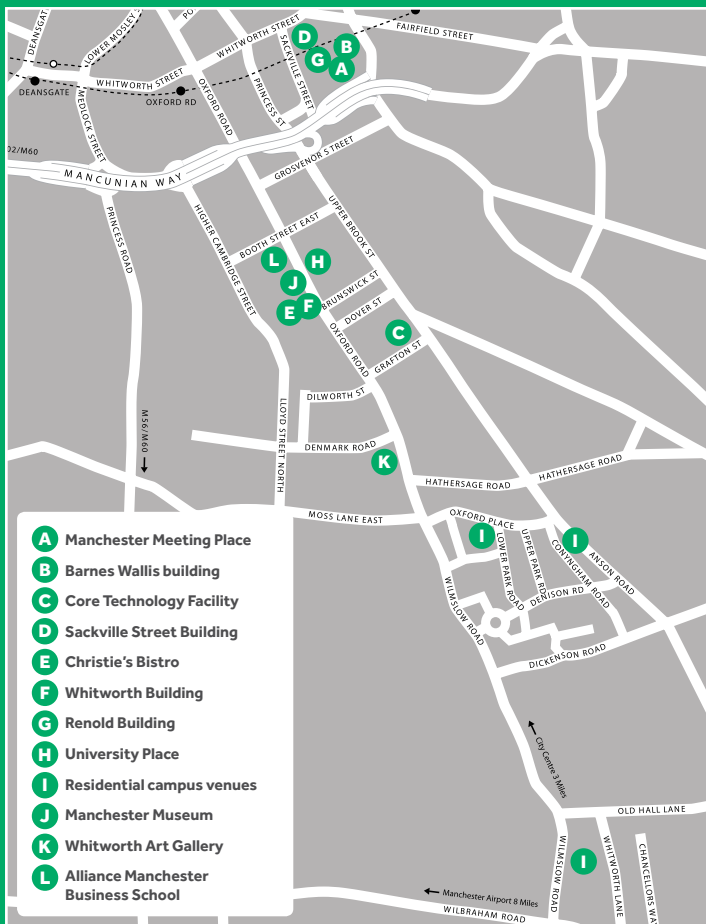 DEANSGATE
LOWER MOSLEY S
PO
WHITWORTH STREET
FAIRFIELD STREET
D
B
G
A
SACKVILLE STREET
WHITWORTH STREET
DEANSGATE
OXFORD RD
OXFORD ROAD
PRINCESS ST
MEDLOCK STREET
02/M60
MANCUNIAN WAY
GROSVENOR STREET
PRINCESS ROAD
HIGHER CAMBRIDGE STREET
UPPER BROOK ST
BOOTH STREET EAST
L
H
J
E
F
BRUNSWICK ST
DOVER ST
C
OXFORD ROAD
GRAFTON ST
DILWORTH ST
LLOYD STREET NORTH
M56/M60
DENMARK ROAD
K
HATHERSAGE ROAD
HATHERSAGE ROAD
MOSS LANE EAST
OXFORD PLACE
I
I
LOWER PARK ROAD
UPPER PARK RD
CONYNGHAM ROAD
ANSON ROAD
DENISON RD
WILMSLOW ROAD
DICKENSON ROAD
City Centre 3 Miles
OLD HALL LANE
WILMSLOW ROAD
I
WHITWORTH LANE
CHANCELLORS WA
Manchester Airport 8 Miles
WILBRAHAM ROAD
A Manchester Meeting Place
B Barnes Wallis building
C Core Technology Facility
D Sackville Street Building
E Christie's Bistro
F Whitworth Building
G Renold Building
H University Place
I Residential campus venues
J Manchester Museum
K Whitworth Art Gallery
L Alliance Manchester
Business School